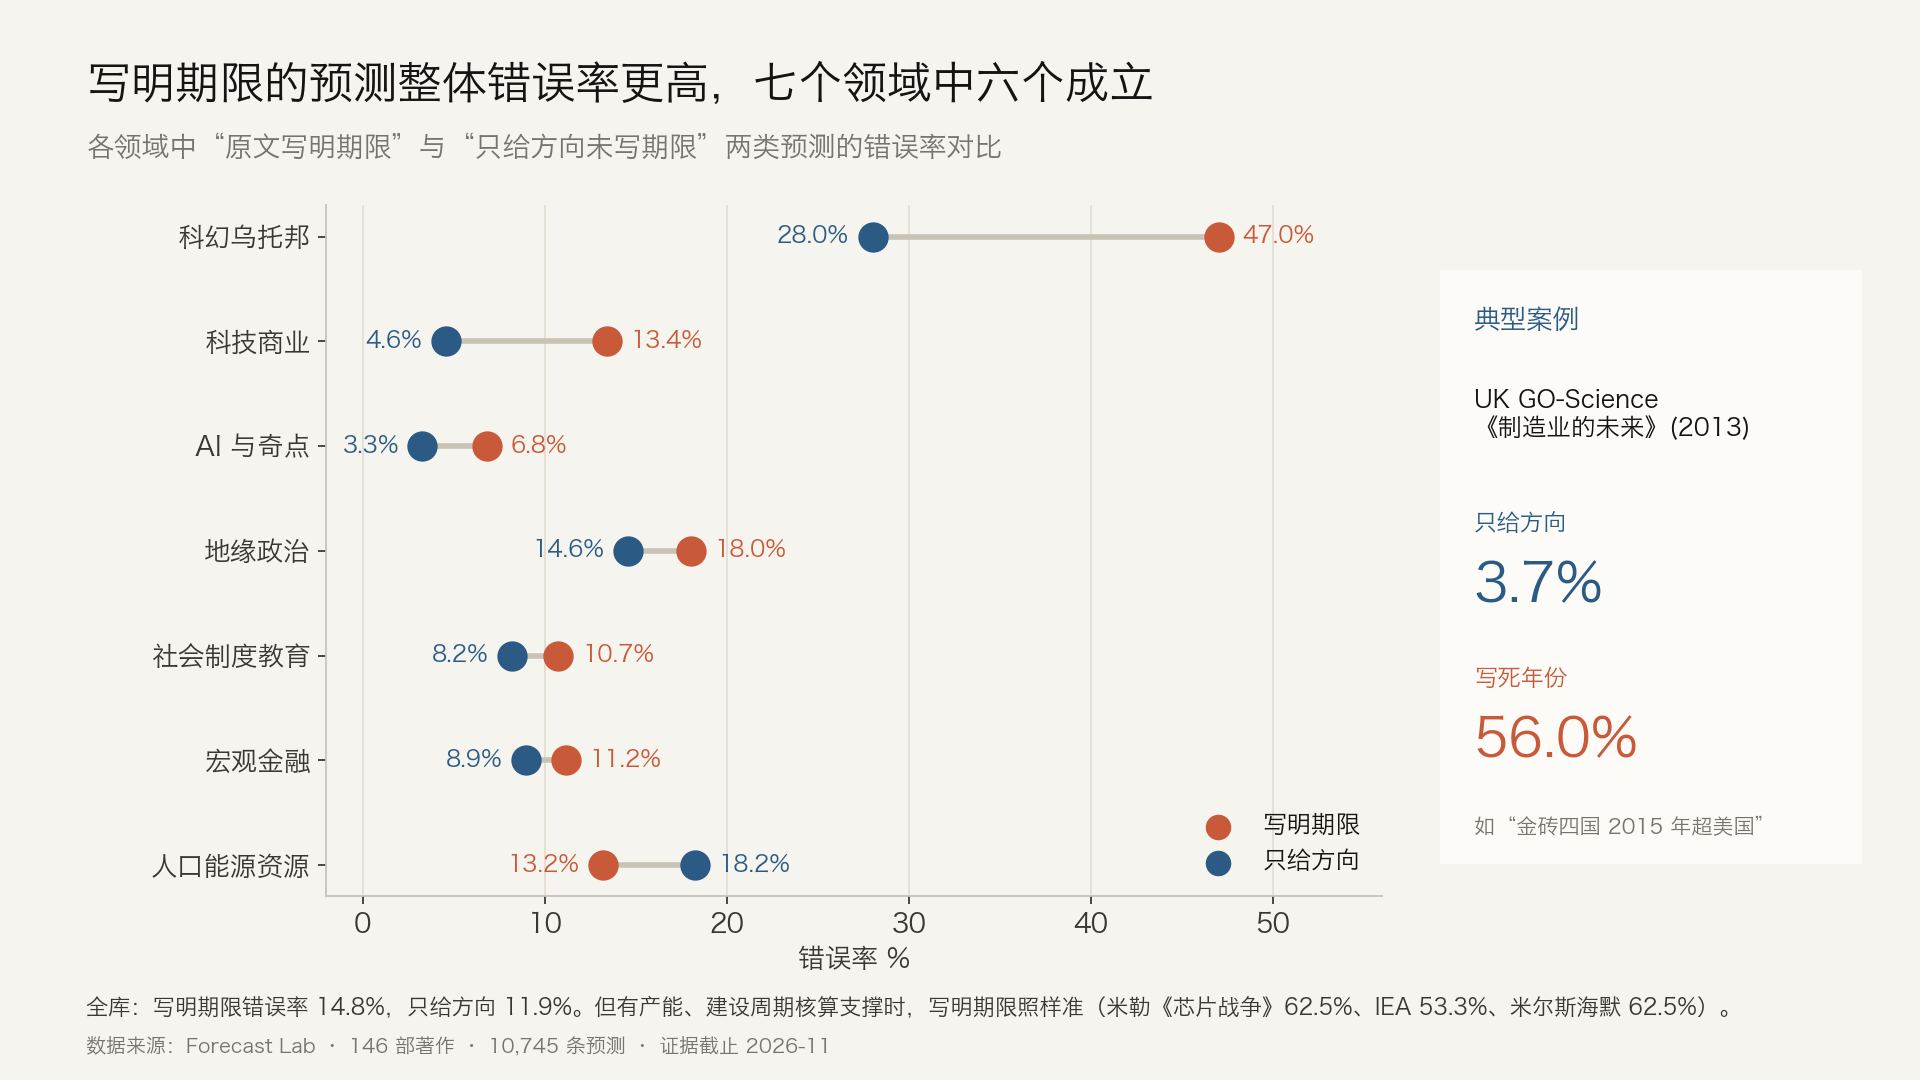 写明期限的预测整体错误率更高，七个领域中六个成立
各领域中“原文写明期限”与“只给方向未写期限”两类预测的错误率对比
科幻乌托邦
28.0%
47.0%
科技商业
4.6%
13.4%
AI 与奇点
3.3%
6.8%
地缘政治
14.6%
18.0%
社会制度教育
8.2%
10.7%
宏观金融
8.9%
11.2%
人口能源资源
13.2%
18.2%
写明期限
只给方向
0
10
20
30
40
50
错误率 %
典型案例
UK GO-Science
《制造业的未来》(2013)
只给方向
3.7%
写死年份
56.0%
如“金砖四国 2015 年超美国”
全库：写明期限错误率 14.8%，只给方向 11.9%。但有产能、建设周期核算支撑时，写明期限照样准（米勒《芯片战争》62.5%、IEA 53.3%、米尔斯海默 62.5%）。
数据来源：Forecast Lab · 146 部著作 · 10,745 条预测 · 证据截止 2026-11